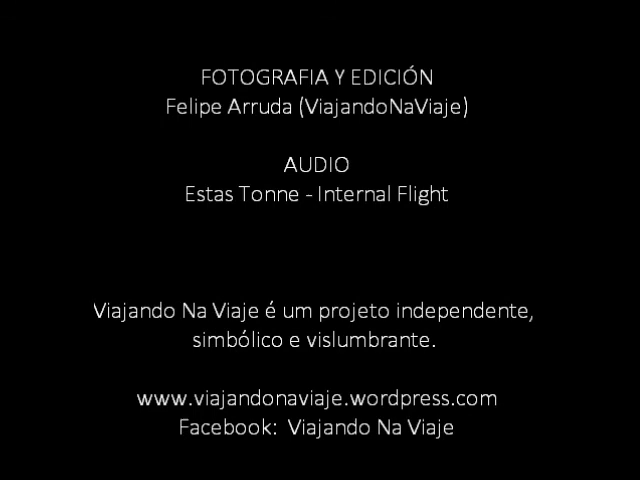 FOTOGRAFIA Y EDICIÓN
Felipe Arruda (ViajandoNaViaje)
AUDIO
Estas Tonne - Internal Flight
Viajando Na Viaje é um projeto independente,
simbólico e vislumbrante.
www.viajandonaviaje.wordpress.com
Facebook: Viajando Na Viaje